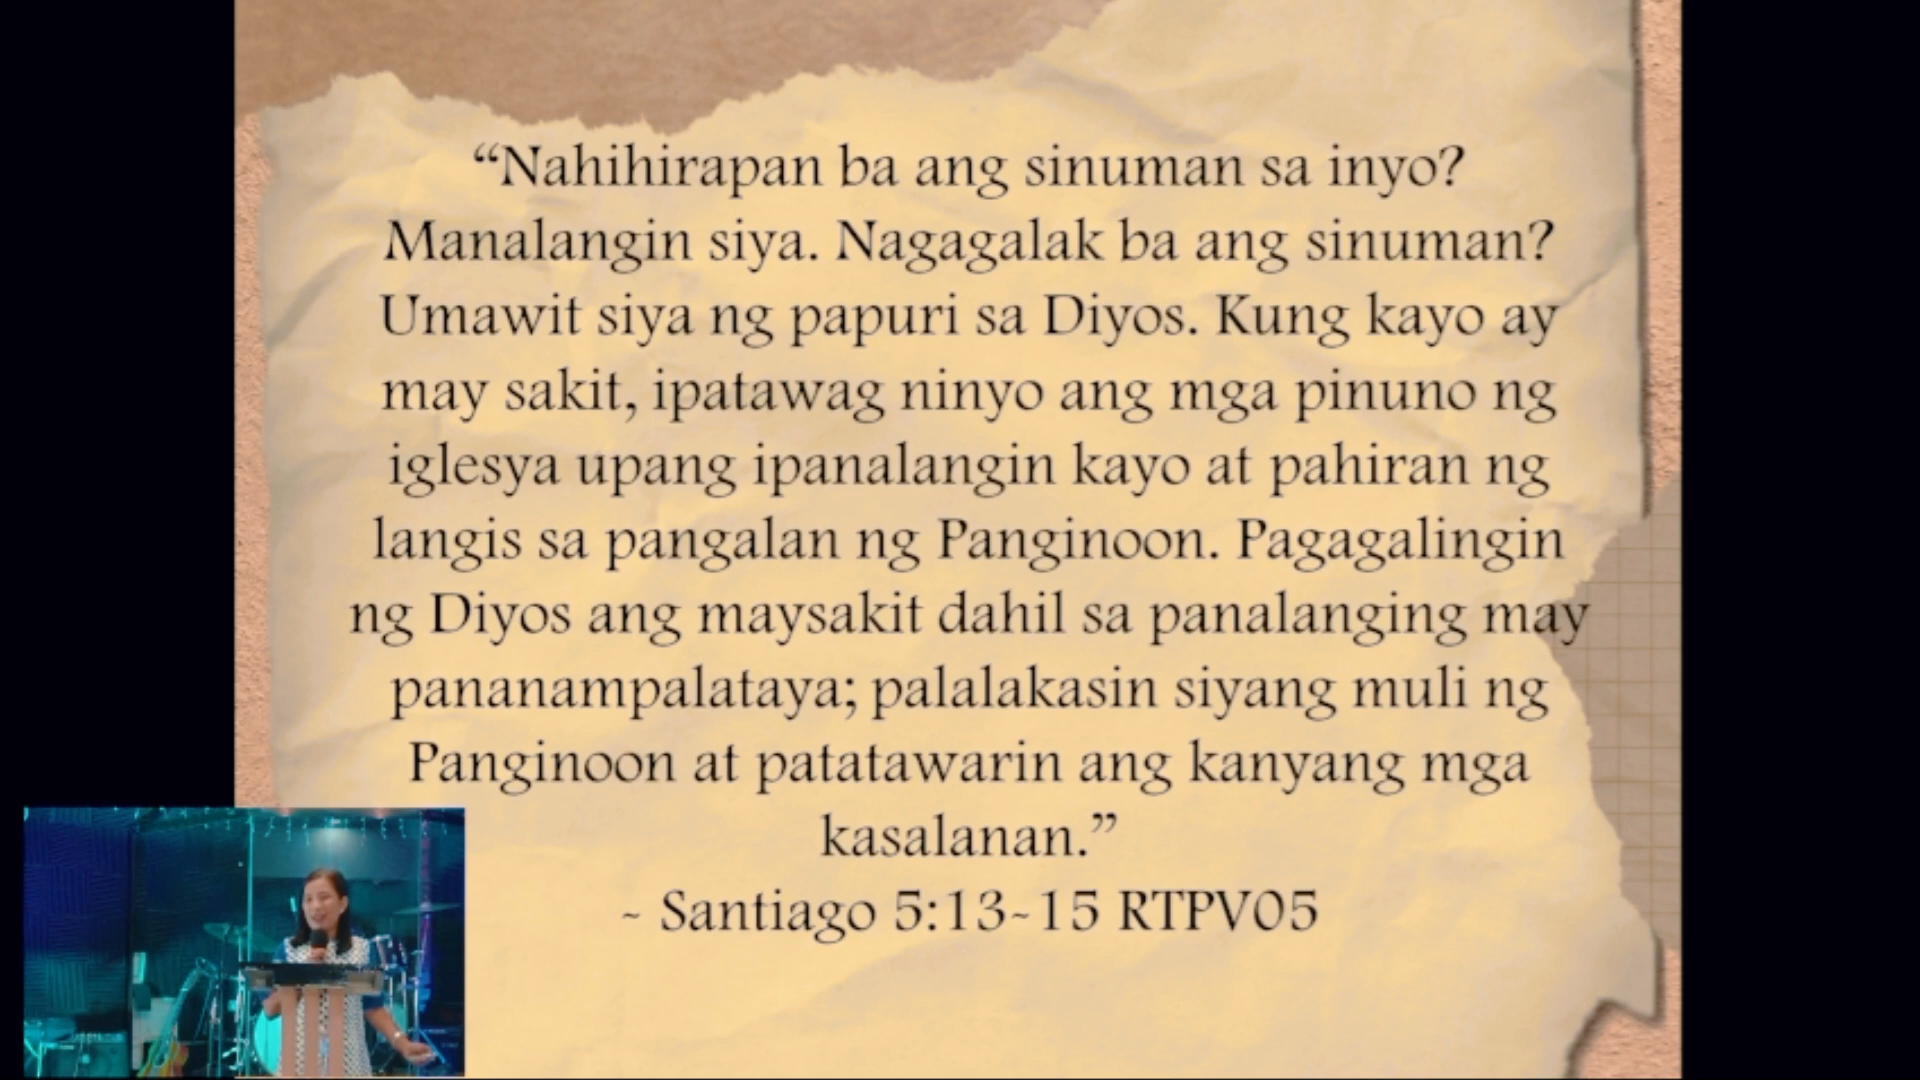 “Nahihirapan ba ang sinuman sa inyo?
Manalangin siya. Nagagalak ba ang sinuman?
Umawit siya ng papuri sa Diyos. Kung kayo ay
may sakit, ipatawag ninyo ang mga pinuno ng
iglesya upang ipanalangin kayo at pahiran ng
langis sa pangalan ng Panginoon. Pagagalingin
ng Diyos ang maysakit dahil sa panalanging may
pananampalataya; palalakasin siyang muli ng
Panginoon at patatawarin ang kanyang mga
kasalanan.”
- Santiago 5:13-15 RTPV05